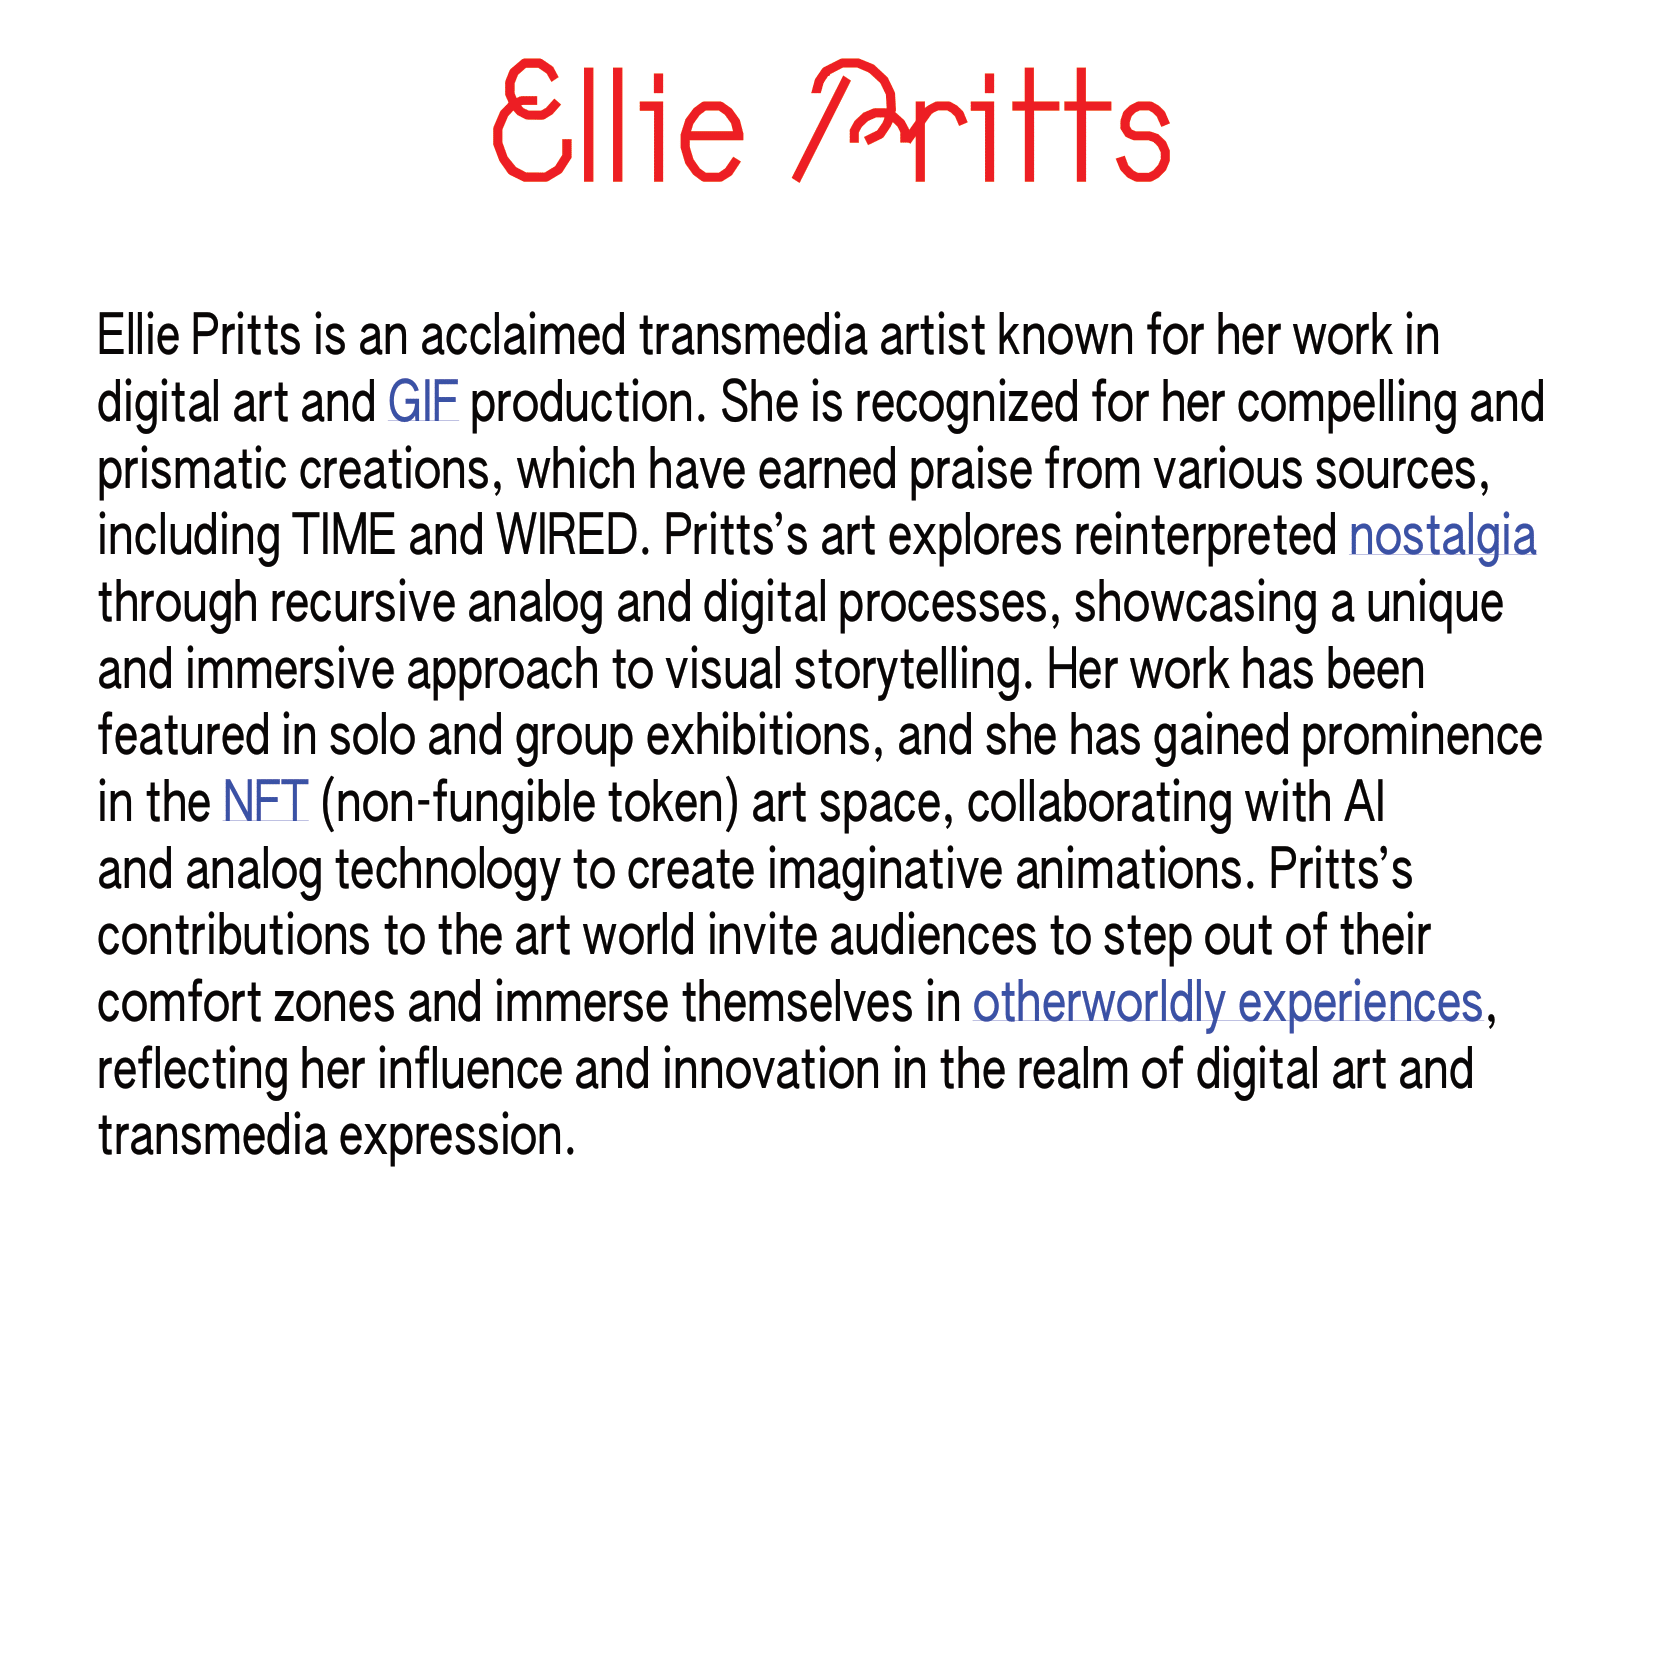 Ellie Pritts
Ellie Pritts is an acclaimed transmedia artist known for her work in
digital art and GIF production. She is recognized for her compelling and
prismatic creations, which have earned praise from various sources,
including TIME and WIRED. Pritts’s art explores reinterpreted nostalgia
through recursive analog and digital processes, showcasing a unique
and immersive approach to visual storytelling. Her work has been
featured in solo and group exhibitions, and she has gained prominence
in the NFT (non-fungible token) art space, collaborating with AI
and analog technology to create imaginative animations. Pritts’s
contributions to the art world invite audiences to step out of their
comfort zones and immerse themselves in otherworldly experiences,
reflecting her influence and innovation in the realm of digital art and
transmedia expression.